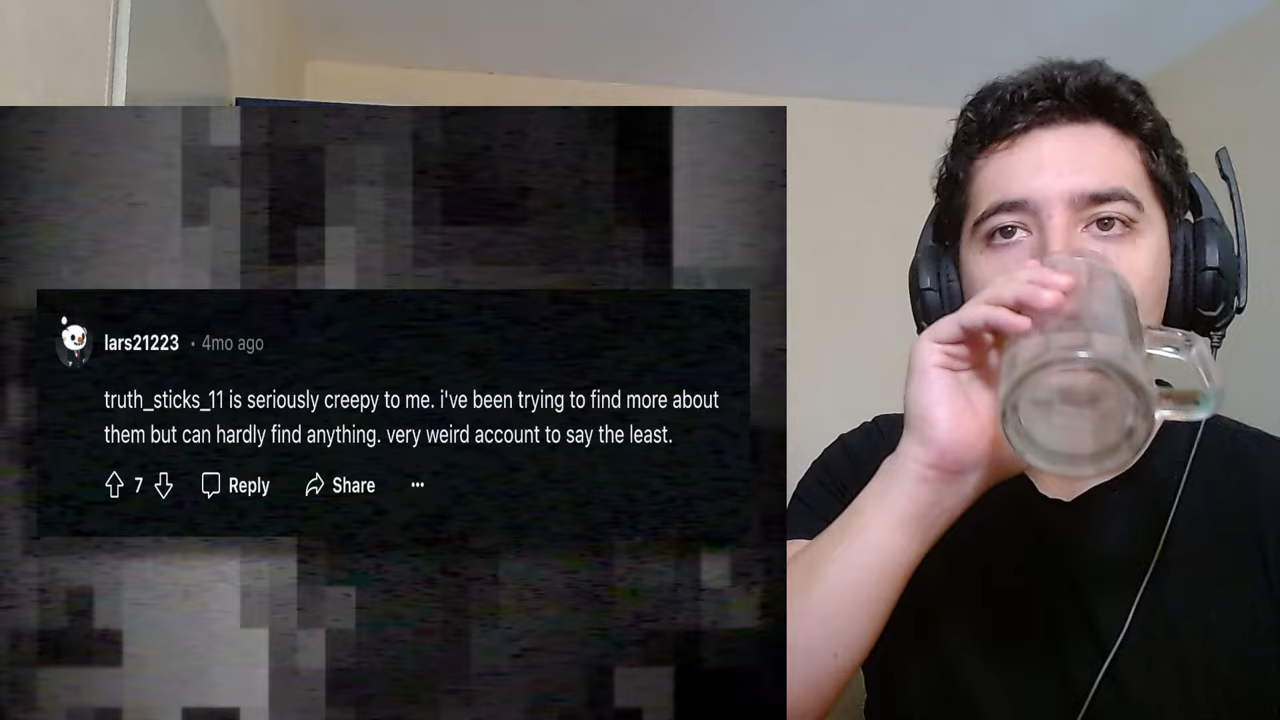 lars21223 · 4mo ago
truth_sticks_11 is seriously creepy to me. i've been trying to find more about
them but can hardly find anything. very weird account to say the least.
7 Reply Share ···